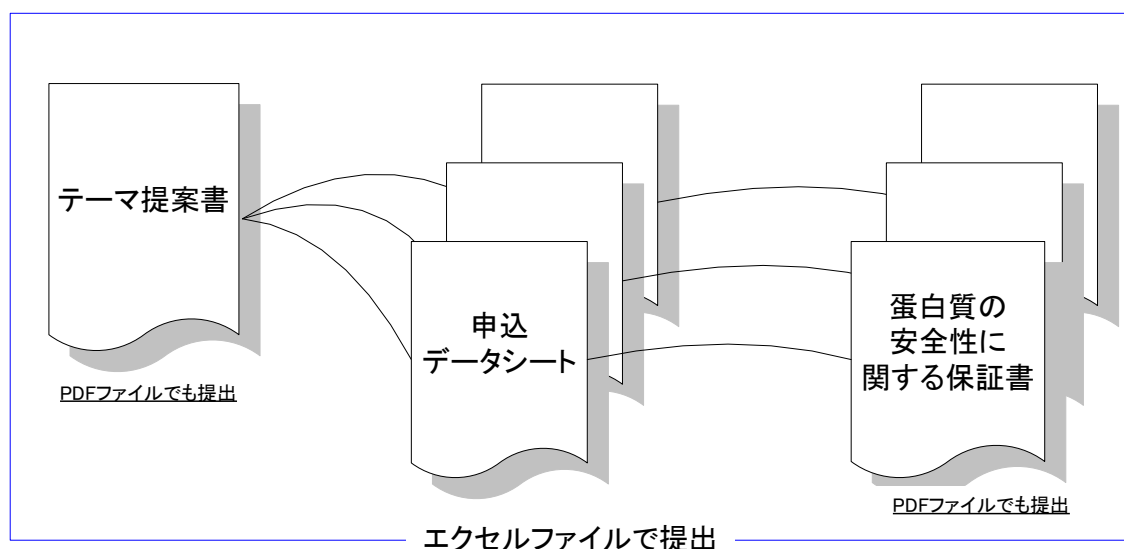 テーマ提案書
PDFファイルでも提出
申込
データシート
蛋白質の
安全性に
関する保証書
PDFファイルでも提出
エクセルファイルで提出